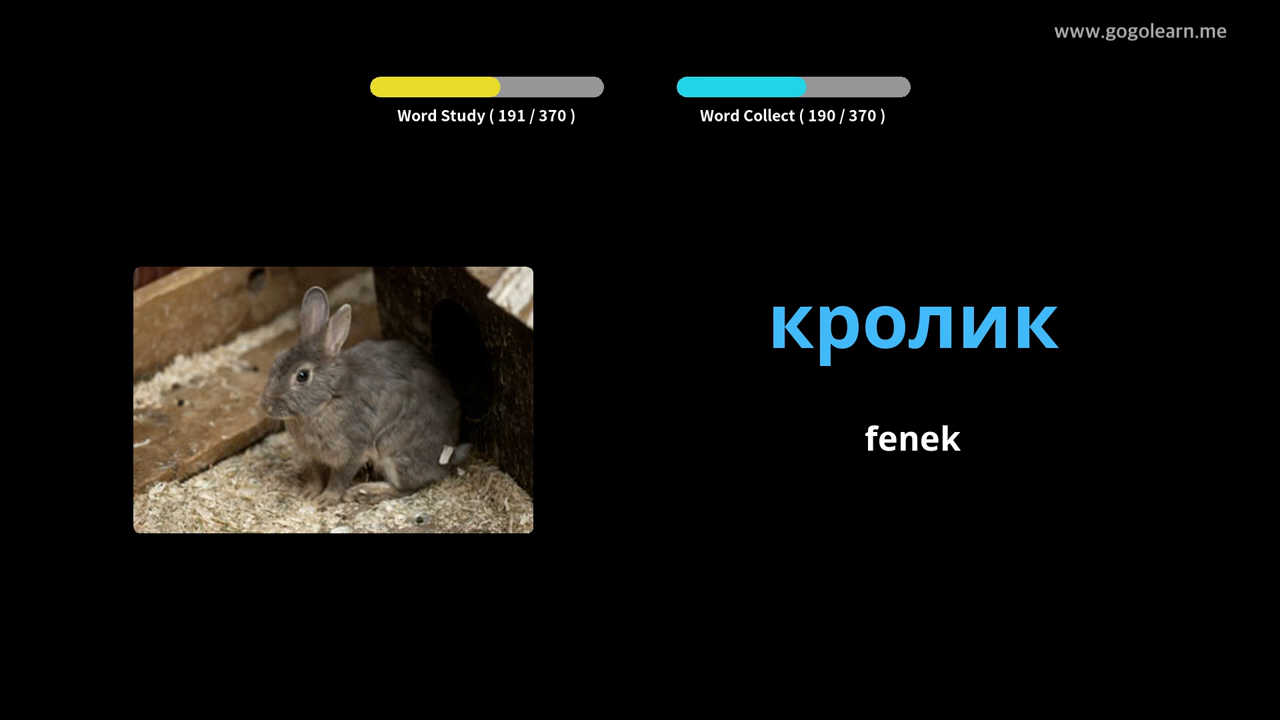 www.gogolearn.me
Word Study ( 191 / 370 )
Word Collect ( 190 / 370 )
кролик
fenek